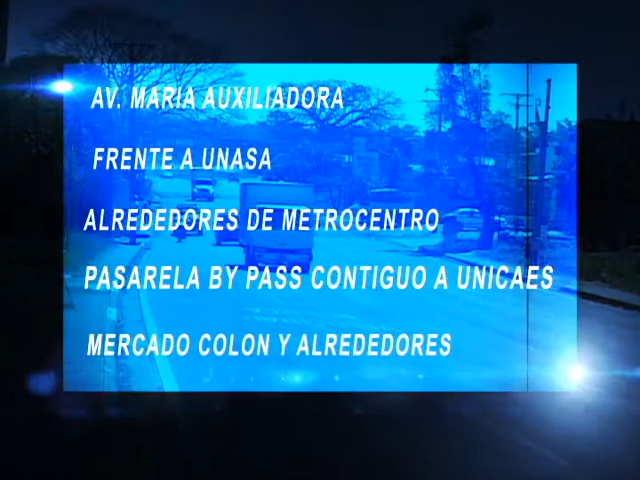 AV. MARIA AUXILIADORA
FRENTE A UNASA
ALREDEDORES DE METROCENTRO
PASARELA BY PASS CONTIGUO A UNICAES
MERCADO COLON Y ALREDEDORES